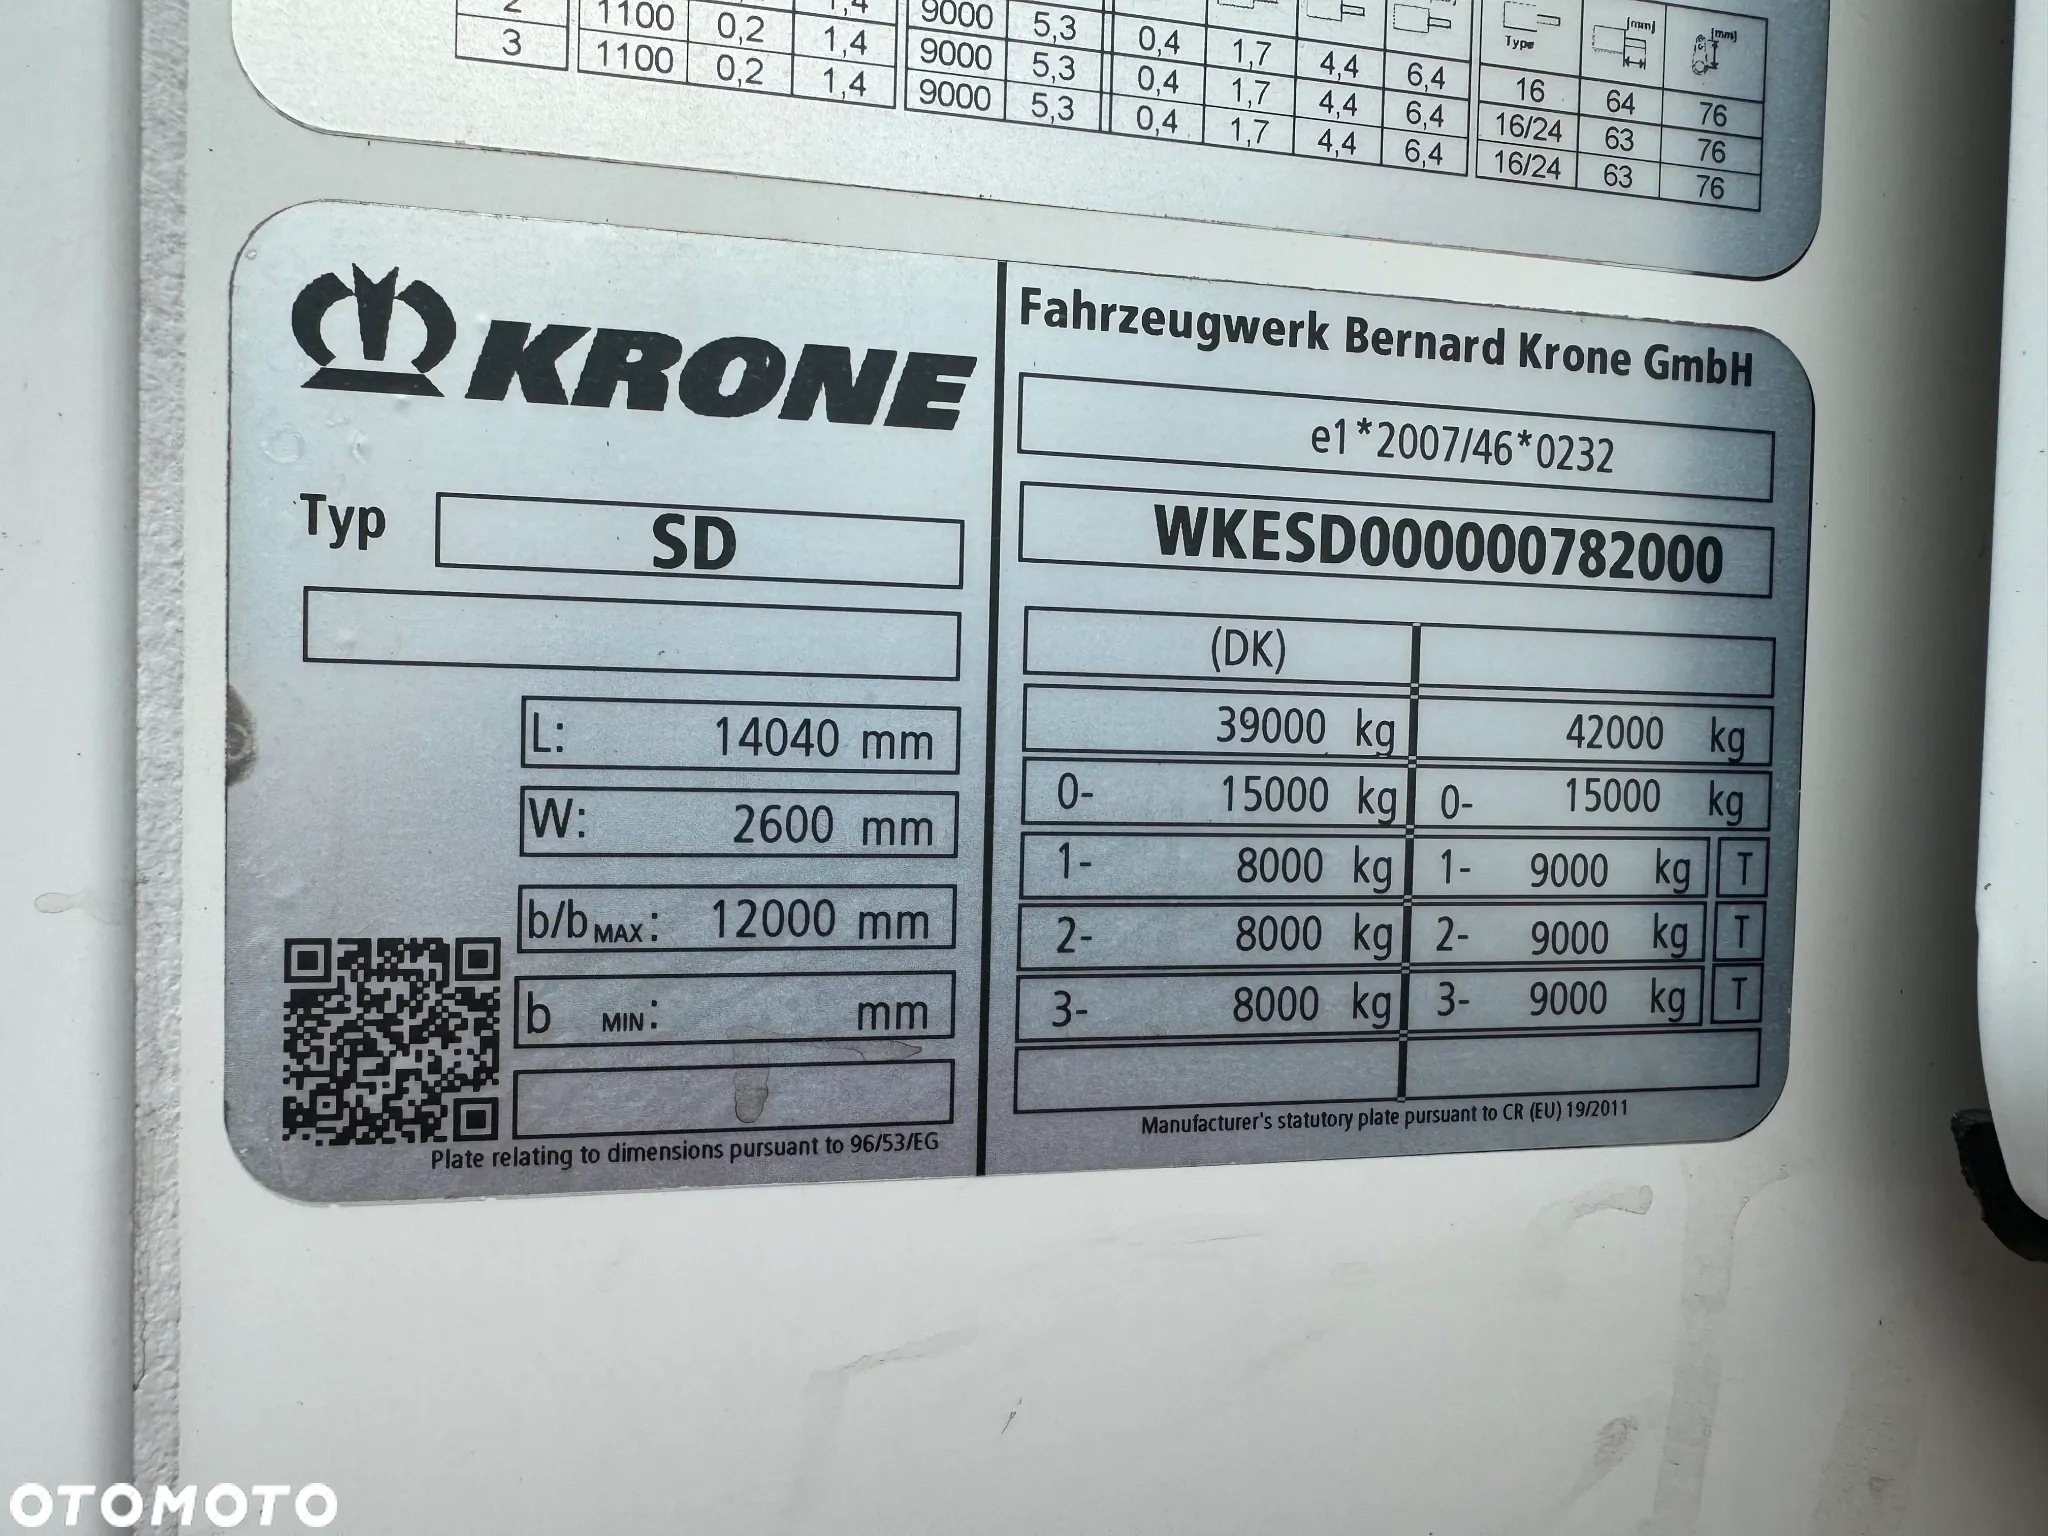 2 1100 1,4 9000 5,3 0,4 1,7 4,4 6,4 Type [mm] [mm]
3 1100 0,2 1,4 9000 5,3 0,4 1,7 4,4 6,4 16 64 76
0,2 1,4 9000 5,3 0,4 1,7 4,4 6,4 16/24 63 76
16/24 63 76
KRONE
Typ SD
L: 14040 mm
W: 2600 mm
b/b MAX: 12000 mm
b MIN: mm
Plate relating to dimensions pursuant to 96/53/EG
Fahrzeugwerk Bernard Krone GmbH
e1*2007/46*0232
WKESD000000782000
(DK)
39000 kg 42000 kg
0- 15000 kg 0- 15000 kg
1- 8000 kg 1- 9000 kg T
2- 8000 kg 2- 9000 kg T
3- 8000 kg 3- 9000 kg T
Manufacturer's statutory plate pursuant to CR (EU) 19/2011
OTOMOTO